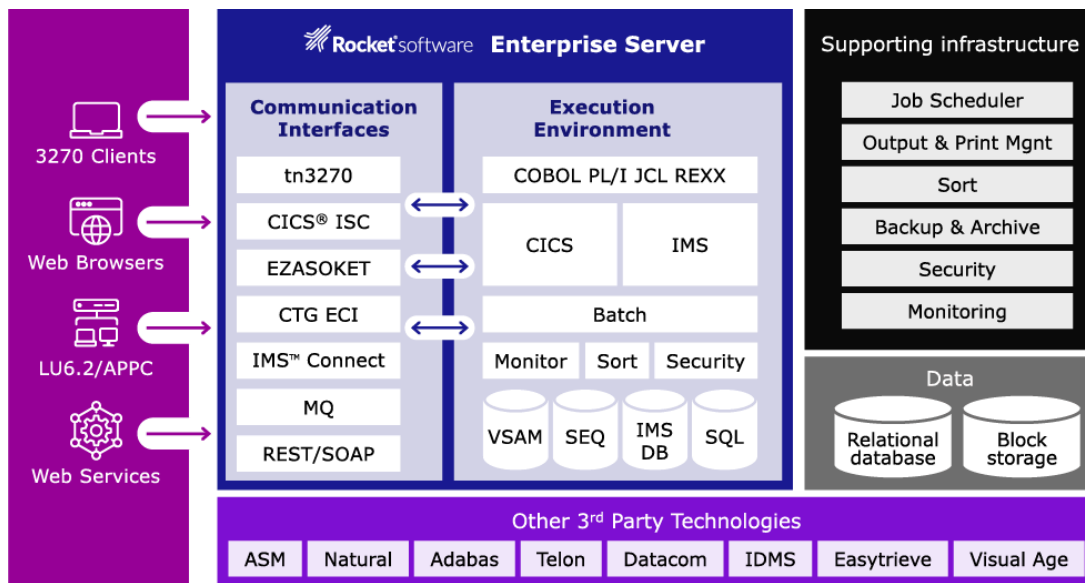 Rocket software Enterprise Server
3270 Clients
Web Browsers
LU6.2/APPC
Web Services
Communication
Interfaces
tn3270
CICS® ISC
EZASOKET
CTG ECI
IMS™ Connect
MQ
REST/SOAP
Execution
Environment
COBOL PL/I JCL REXX
CICS
IMS
Batch
Monitor
Sort
Security
VSAM
SEQ
IMS
DB
SQL
Supporting infrastructure
Job Scheduler
Output & Print Mgnt
Sort
Backup & Archive
Security
Monitoring
Data
Relational
database
Block
storage
Other 3rd Party Technologies
ASM
Natural
Adabas
Telon
Datacom
IDMS
Easytrieve
Visual Age